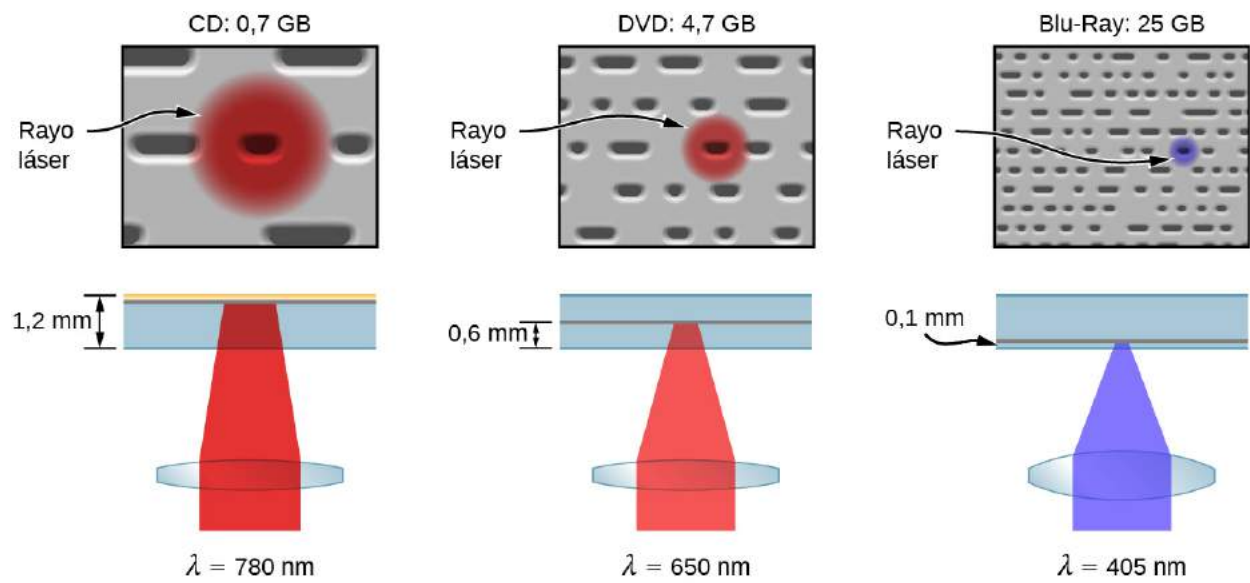 CD: 0,7 GB
DVD: 4,7 GB
Blu-Ray: 25 GB
Rayo
láser
Rayo
láser
Rayo
láser
1,2 mm
0,6 mm
0,1 mm
λ = 780 nm
λ = 650 nm
λ = 405 nm